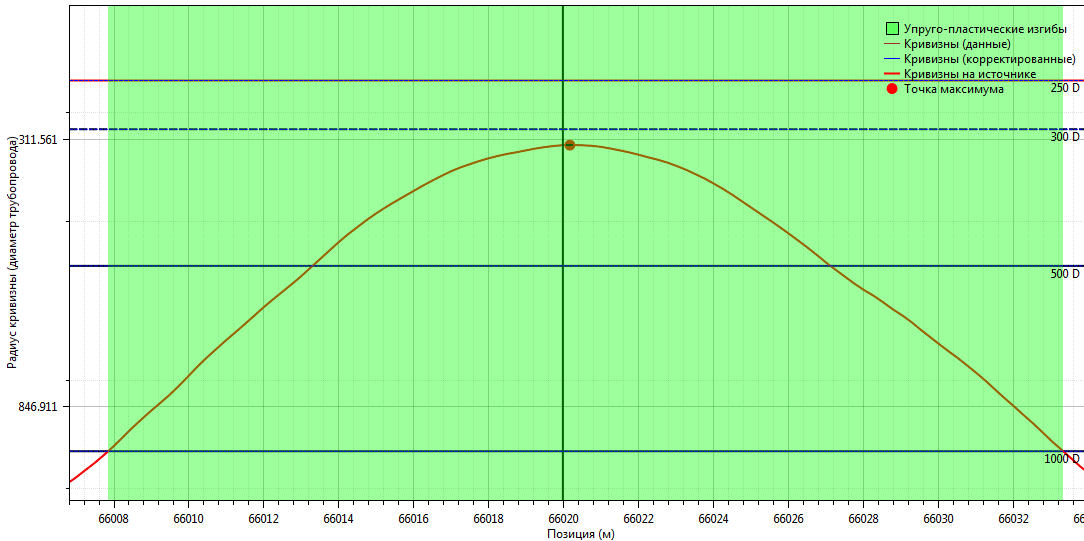 Упруго-пластические изгибы
Кривизны (данные)
Кривизны (корректированные)
Кривизны на источнике
Точка максимума
250 D
300 D
500 D
1000 D
311.561
846.911
Радиус кривизны (диаметр трубопровода)
66008 66010 66012 66014 66016 66018 66020 66022 66024 66026 66028 66030 66032 66
Позиция (м)